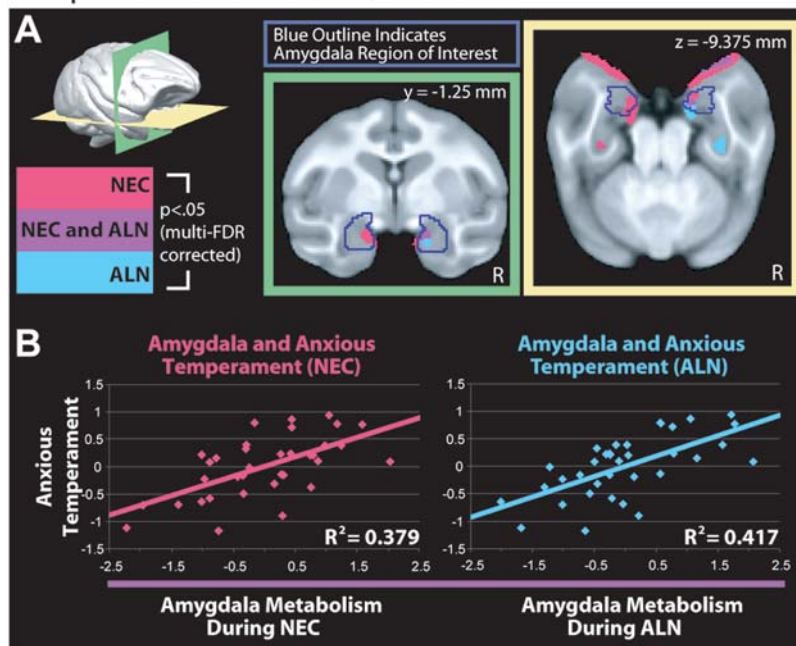 A
Blue Outline Indicates
Amygdala Region of Interest
y = -1.25 mm
R
z = -9.375 mm
R
NEC
NEC and ALN
ALN
p<.05
(multi-FDR
corrected)
B
Amygdala and Anxious
Temperament (NEC)
Anxious
Temperament
1.5
1
0.5
0
-0.5
-1
-1.5
-2.5
-1.5
-0.5
0.5
1.5
2.5
R²= 0.379
Amygdala Metabolism
During NEC
Amygdala and Anxious
Temperament (ALN)
1.5
1
0.5
0
-0.5
-1
-1.5
-2.5
-1.5
-0.5
0.5
1.5
2.5
R²= 0.417
Amygdala Metabolism
During ALN